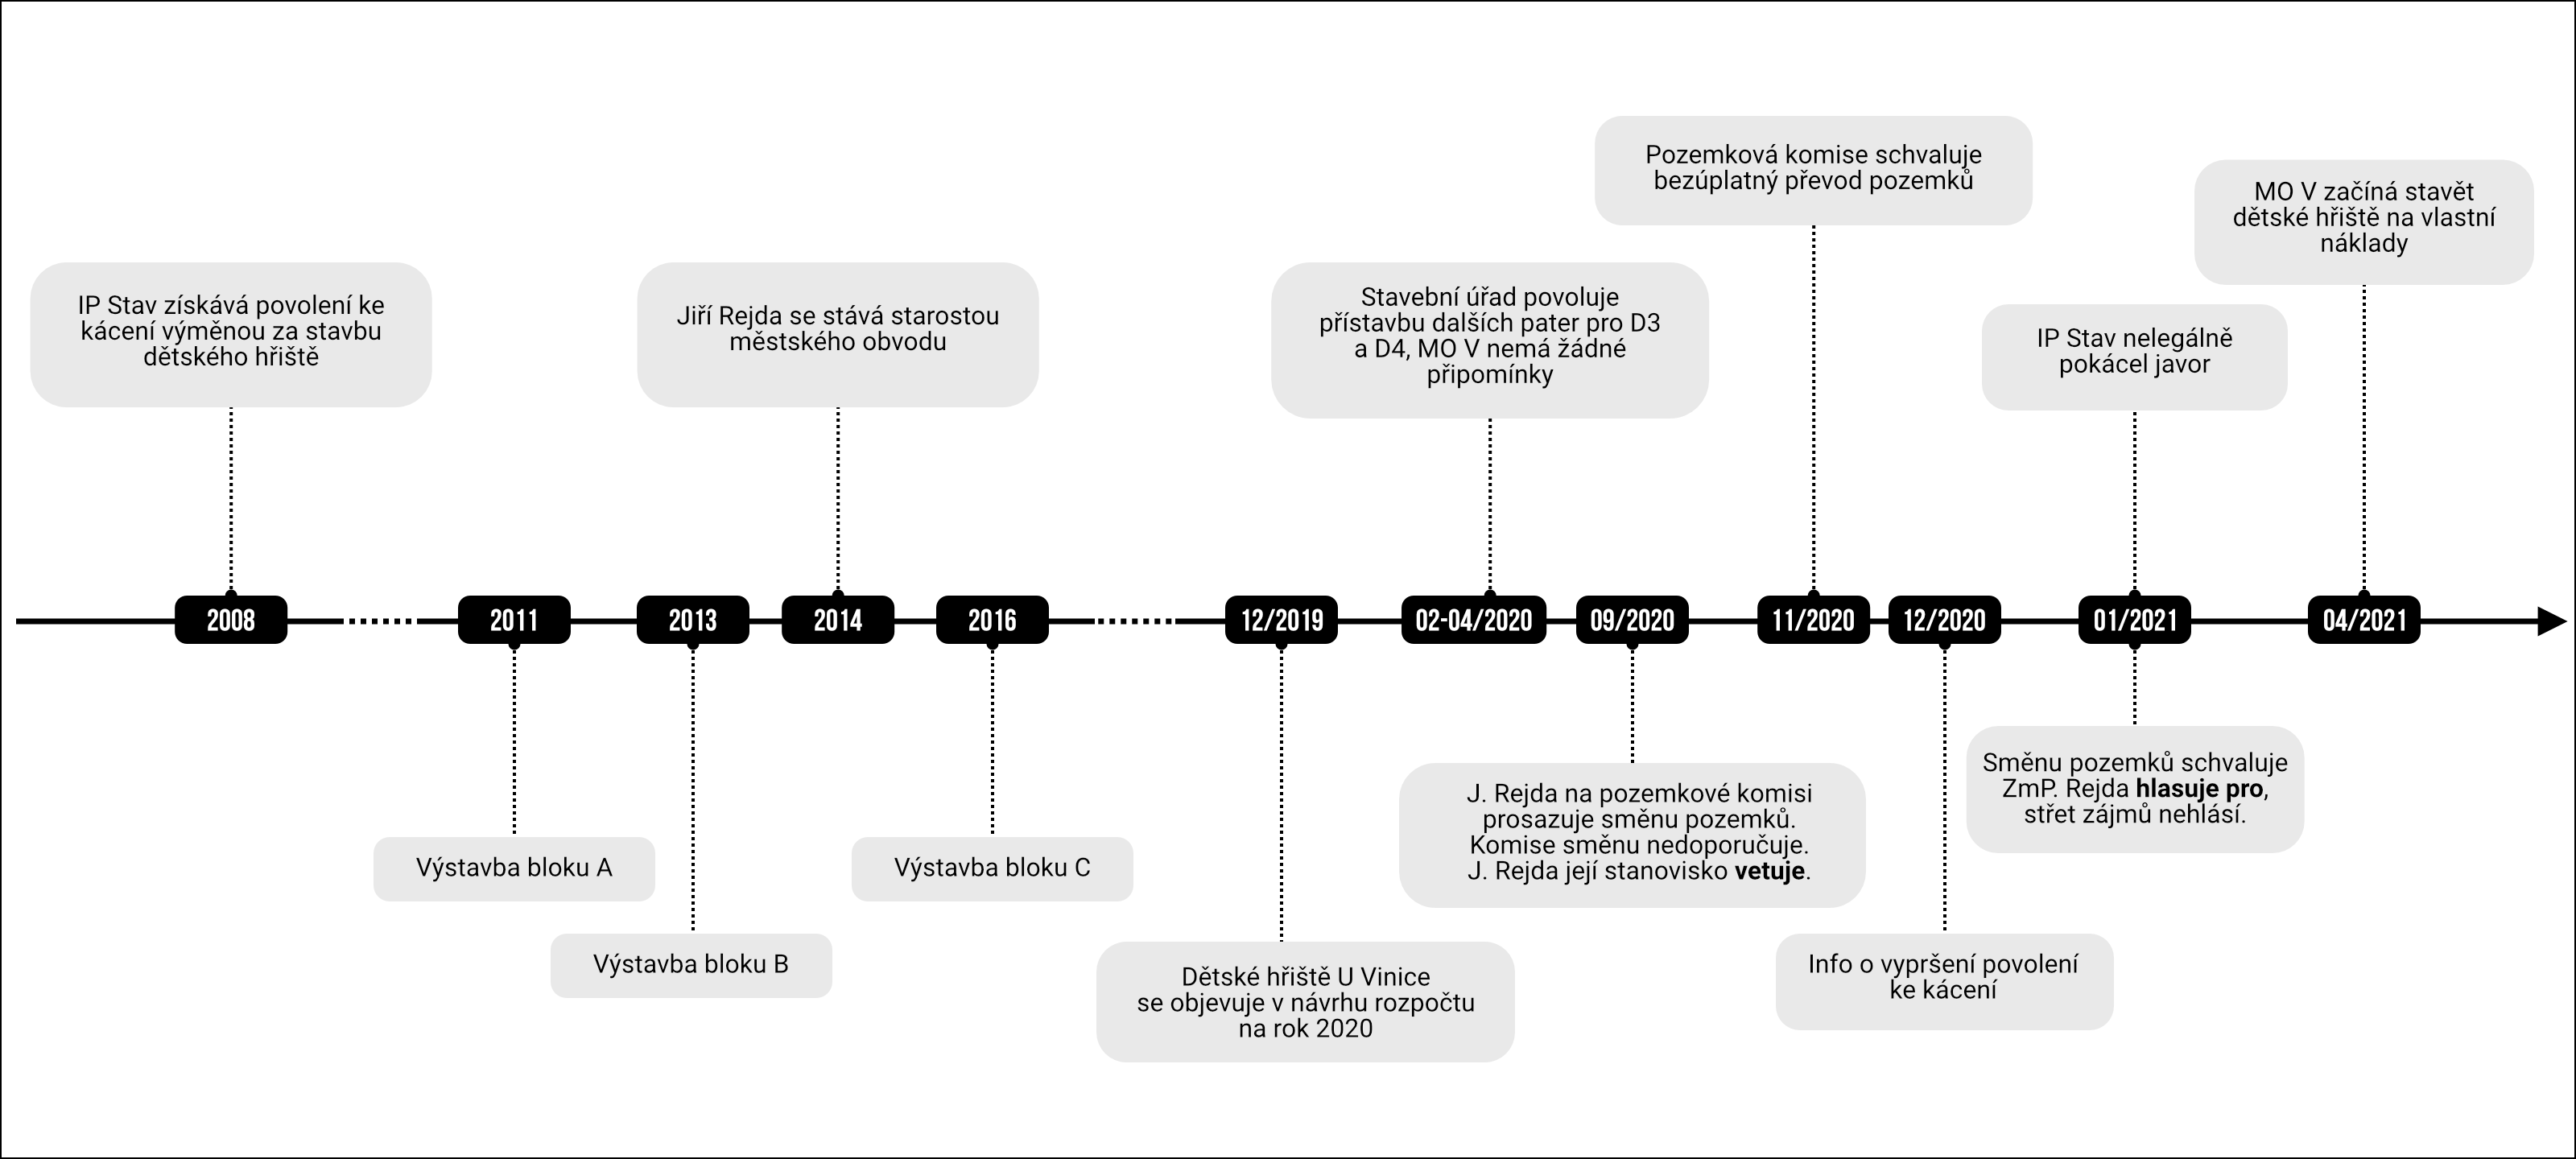 Pozemková komise schvaluje
bezúplatný převod pozemků
MO V začíná stavět
dětské hřiště na vlastní
náklady
IP Stav získává povolení ke
kácení výměnou za stavbu
dětského hřiště
Jiří Rejda se stává starostou
městského obvodu
Stavební úřad povoluje
přístavbu dalších pater pro D3
a D4, MO V nemá žádné
připomínky
IP Stav nelegálně
pokácel javor
2008
2011
2013
2014
2016
12/2019
02-04/2020
09/2020
11/2020
12/2020
01/2021
04/2021
Směnu pozemků schvaluje
ZmP. Rejda hlasuje pro,
střet zájmů nehlásí.
J. Rejda na pozemkové komisi
prosazuje směnu pozemků.
Komise směnu nedoporučuje.
J. Rejda její stanovisko vetuje.
Výstavba bloku A
Výstavba bloku C
Výstavba bloku B
Dětské hřiště U Vinice
se objevuje v návrhu rozpočtu
na rok 2020
Info o vypršení povolení
ke kácení